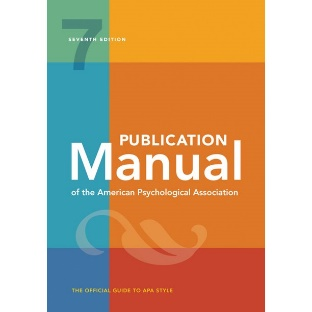 7
SEVENTH EDITION
PUBLICATION
Manual
of the American Psychological Association
THE OFFICIAL GUIDE TO APA STYLE